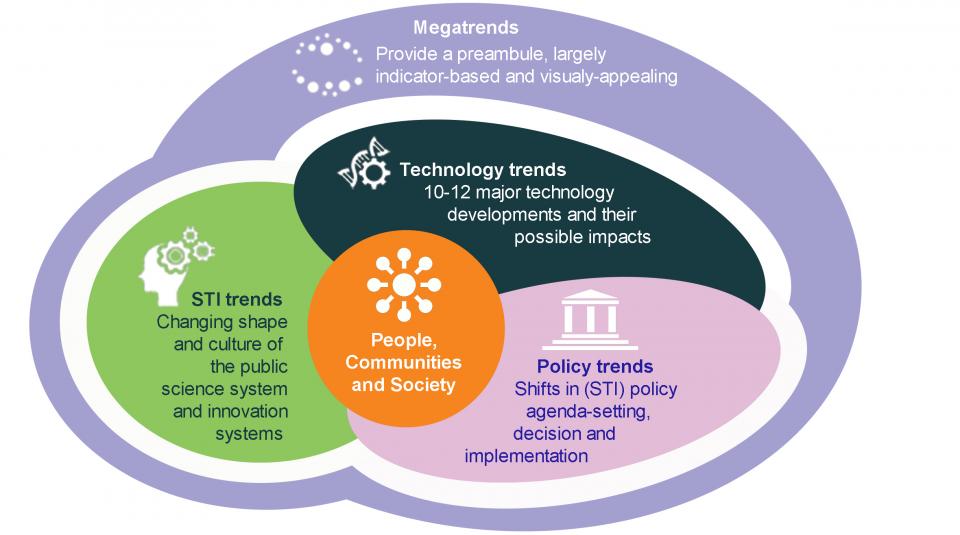 Megatrends
Provide a preambule, largely
indicator-based and visualy-appealing
Technology trends
10-12 major technology
developments and their
possible impacts
STI trends
Changing shape
and culture of
the public
science system
and innovation
systems
People,
Communities
and Society
Policy trends
Shifts in (STI) policy
agenda-setting,
decision and
implementation